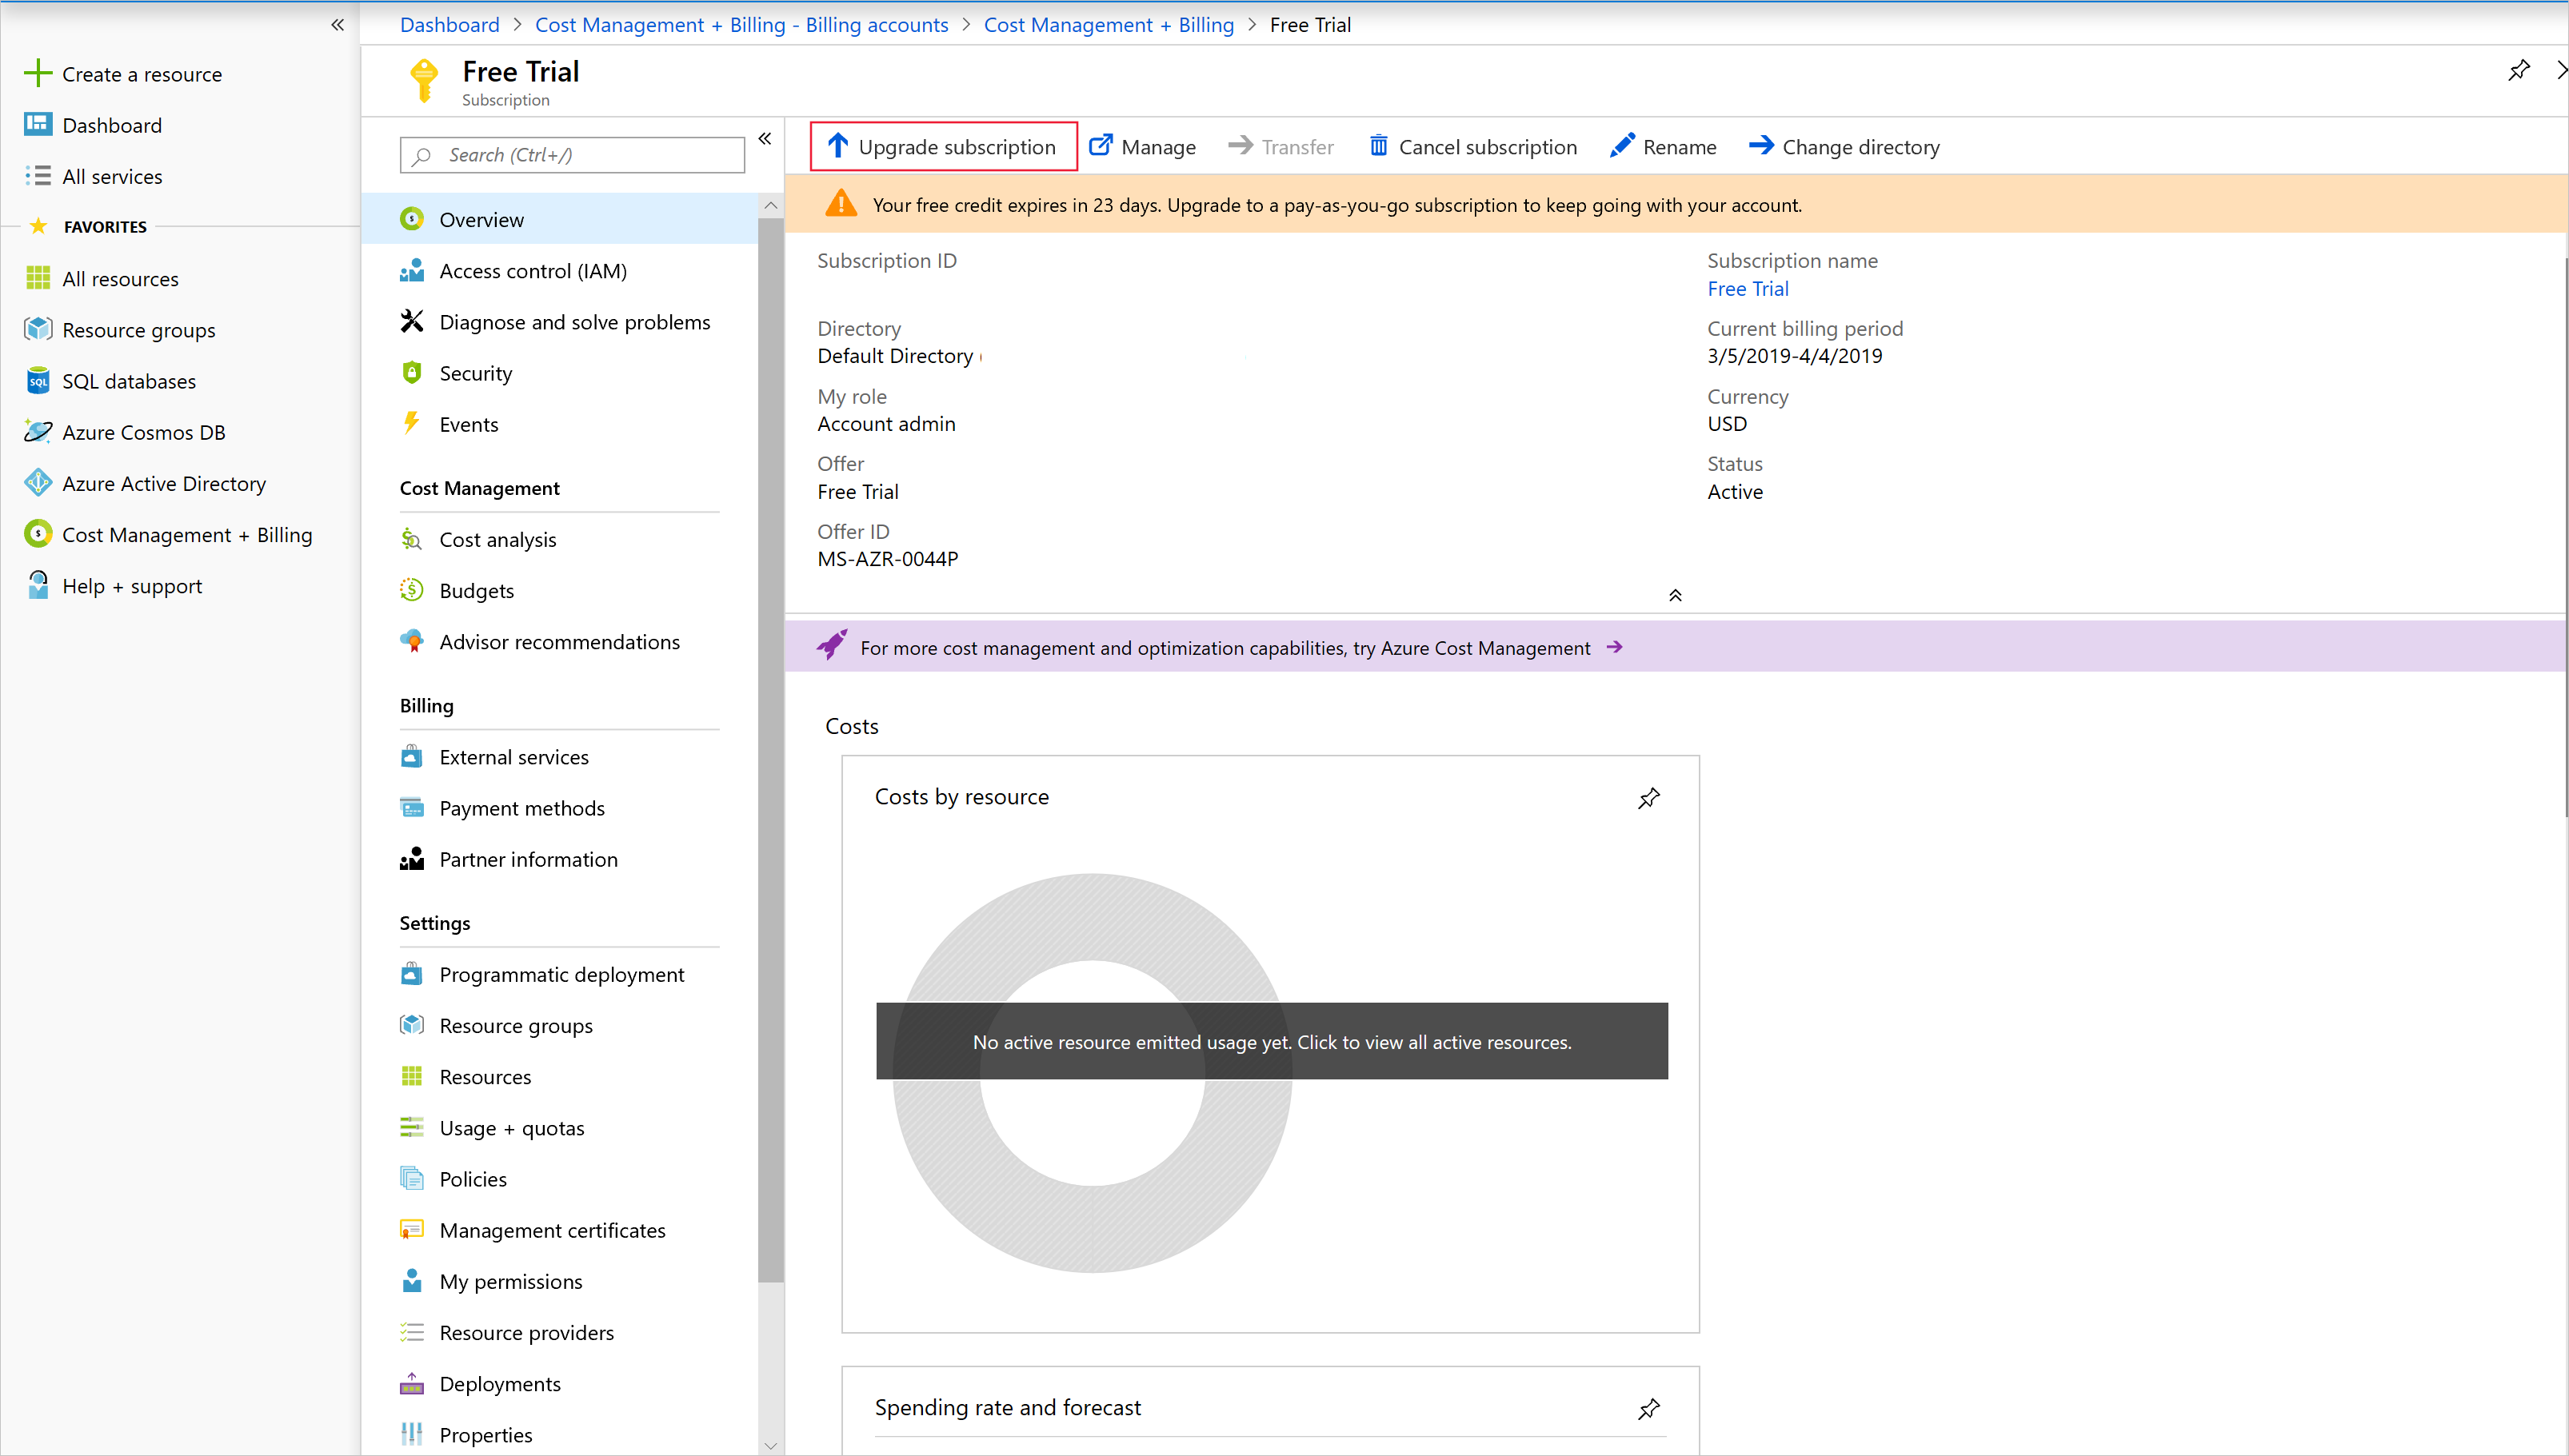 Dashboard > Cost Management + Billing - Billing accounts > Cost Management + Billing > Free Trial
Create a resource
Dashboard
All services
FAVORITES
All resources
Resource groups
SQL databases
Azure Cosmos DB
Azure Active Directory
Cost Management + Billing
Help + support
Free Trial
Subscription
Search (Ctrl+/)
Overview
Access control (IAM)
Diagnose and solve problems
Security
Events
Cost Management
Cost analysis
Budgets
Advisor recommendations
Billing
External services
Payment methods
Partner information
Settings
Programmatic deployment
Resource groups
Resources
Usage + quotas
Policies
Management certificates
My permissions
Resource providers
Deployments
Properties
Upgrade subscription Manage Transfer Cancel subscription Rename Change directory
Your free credit expires in 23 days. Upgrade to a pay-as-you-go subscription to keep going with your account.
Subscription ID
Directory
Default Directory
My role
Account admin
Offer
Free Trial
Offer ID
MS-AZR-0044P
Subscription name
Free Trial
Current billing period
3/5/2019-4/4/2019
Currency
USD
Status
Active
For more cost management and optimization capabilities, try Azure Cost Management
Costs
Costs by resource
No active resource emitted usage yet. Click to view all active resources.
Spending rate and forecast